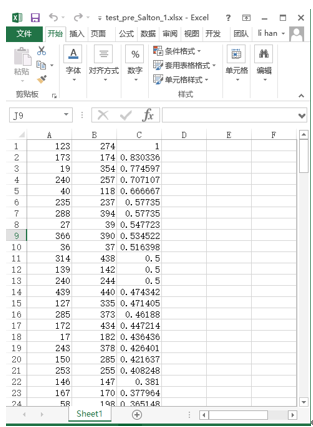 test_pre_Salton_1.xlsx - Excel
文件 开始 插入 页面 公式 数据 审阅 视图 开发 团队 li han
粘贴 字体 对齐方式 % 数字 条件格式 单元格 编辑
套用表格格式
单元格样式
剪贴板 样式
J9 fx
A B C D E F
1 123 274 1
2 173 174 0.830336
3 19 354 0.774597
4 240 257 0.707107
5 40 118 0.666667
6 235 237 0.57735
7 288 394 0.57735
8 27 39 0.547723
9 366 390 0.534522
10 36 37 0.516398
11 314 438 0.5
12 139 142 0.5
13 240 244 0.5
14 439 440 0.474342
15 127 335 0.471405
16 285 373 0.46188
17 172 434 0.447214
18 17 182 0.436436
19 243 378 0.426401
20 150 285 0.421637
21 253 255 0.408248
22 146 147 0.381
23 167 170 0.377964
24 58 198 0.365148
Sheet1